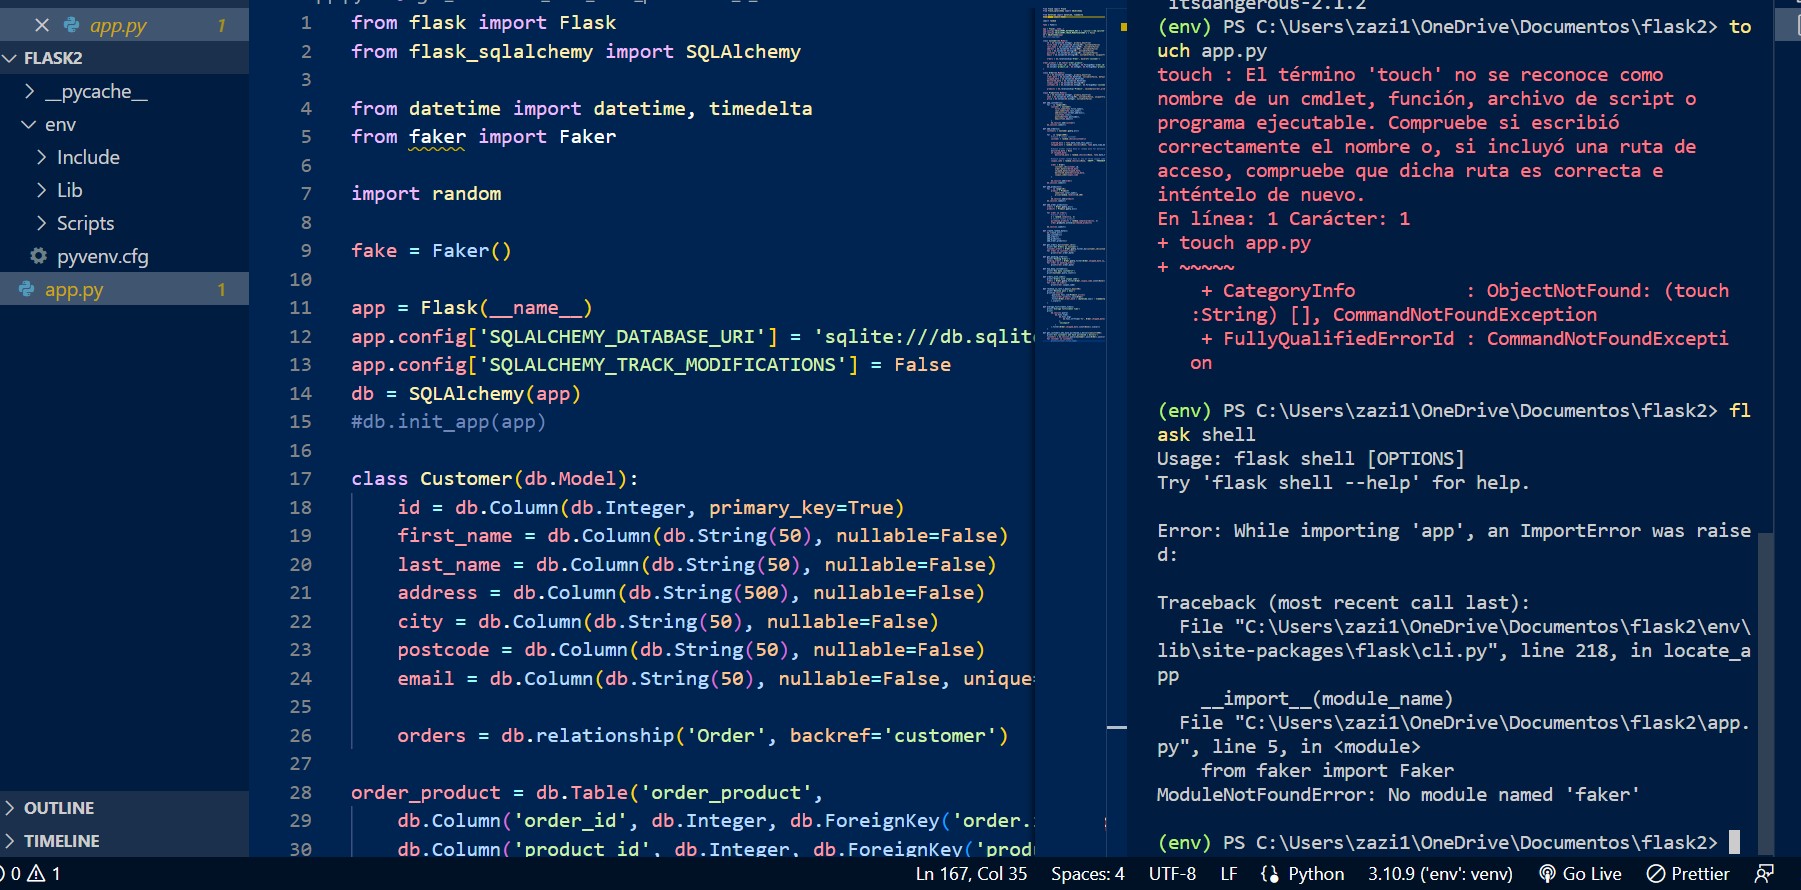 app.py 1
FLASK2
__pycache__
env
Include
Lib
Scripts
pyvenv.cfg
app.py 1
OUTLINE
TIMELINE
1 from flask import Flask
2 from flask_sqlalchemy import SQLAlchemy
3
4 from datetime import datetime, timedelta
5 from faker import Faker
6
7 import random
8
9 fake = Faker()
10
11 app = Flask(__name__)
12 app.config['SQLALCHEMY_DATABASE_URI'] = 'sqlite:///db.sqlit
13 app.config['SQLALCHEMY_TRACK_MODIFICATIONS'] = False
14 db = SQLAlchemy(app)
15 #db.init_app(app)
16
17 class Customer(db.Model):
18 id = db.Column(db.Integer, primary_key=True)
19 first_name = db.Column(db.String(50), nullable=False)
20 last_name = db.Column(db.String(50), nullable=False)
21 address = db.Column(db.String(500), nullable=False)
22 city = db.Column(db.String(50), nullable=False)
23 postcode = db.Column(db.String(50), nullable=False)
24 email = db.Column(db.String(50), nullable=False, unique=
25
26 orders = db.relationship('Order', backref='customer')
27
28 order_product = db.Table('order_product',
29 db.Column('order_id', db.Integer, db.ForeignKey('order.
30 db.Column('product_id', db.Integer, db.ForeignKey('prod
itsdangerous-2.1.2
(env) PS C:\Users\zazi1\OneDrive\Documentos\flask2> to
uch app.py
touch : El término 'touch' no se reconoce como
nombre de un cmdlet, función, archivo de script o
programa ejecutable. Compruebe si escribió
correctamente el nombre o, si incluyó una ruta de
acceso, compruebe que dicha ruta es correcta e
inténtelo de nuevo.
En línea: 1 Carácter: 1
+ touch app.py
+ ~~~~~
+ CategoryInfo : ObjectNotFound: (touch
:String) [], CommandNotFoundException
+ FullyQualifiedErrorId : CommandNotFoundExcepti
on
(env) PS C:\Users\zazi1\OneDrive\Documentos\flask2> fl
ask shell
Usage: flask shell [OPTIONS]
Try 'flask shell --help' for help.
Error: While importing 'app', an ImportError was raise
d:
Traceback (most recent call last):
File "C:\Users\zazi1\OneDrive\Documentos\flask2\env\
lib\site-packages\flask\cli.py", line 218, in locate_a
pp
__import__(module_name)
File "C:\Users\zazi1\OneDrive\Documentos\flask2\app.
py", line 5, in <module>
from faker import Faker
ModuleNotFoundError: No module named 'faker'
(env) PS C:\Users\zazi1\OneDrive\Documentos\flask2>
0 1 Ln 167, Col 35 Spaces: 4 UTF-8 LF Python 3.10.9 ('env': venv) Go Live Prettier